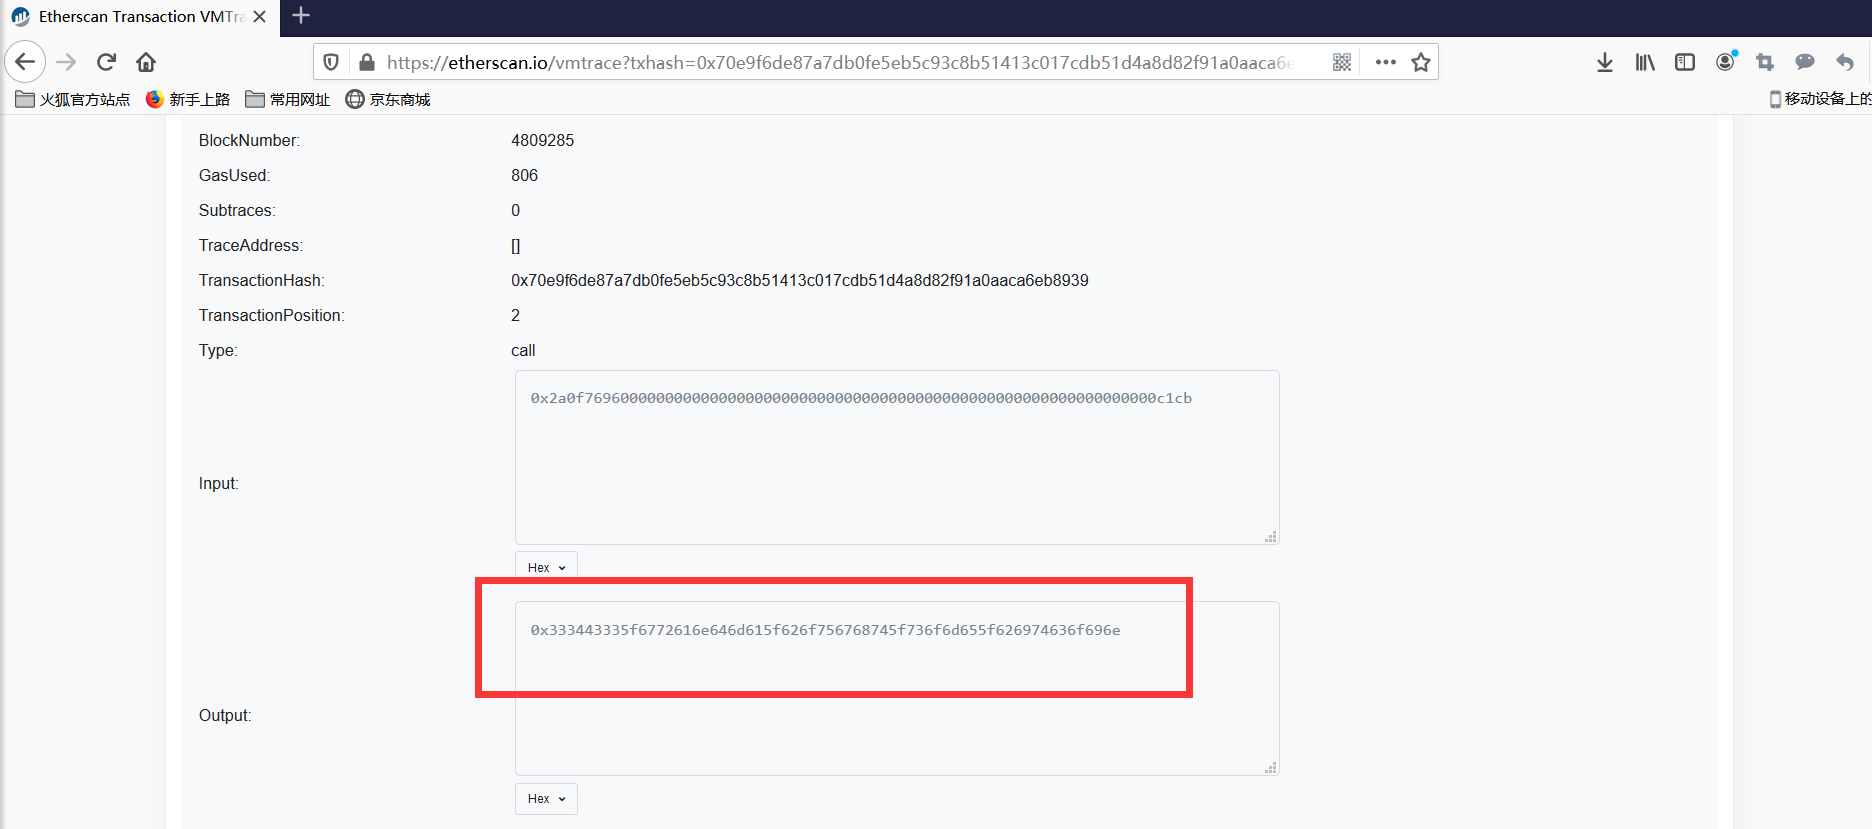 Etherscan Transaction VMTra
https://etherscan.io/vmtrace?txhash=0x70e9f6de87a7db0fe5eb5c93c8b51413c017cdb51d4a8d82f91a0aaca6e
火狐官方站点 新手上路 常用网址 京东商城 移动设备上的
BlockNumber: 4809285
GasUsed: 806
Subtraces: 0
TraceAddress: []
TransactionHash: 0x70e9f6de87a7db0fe5eb5c93c8b51413c017cdb51d4a8d82f91a0aaca6eb8939
TransactionPosition: 2
Type: call
0x2a0f7696000000000000000000000000000000000000000000000000000000000000c1cb
Input:
Hex
0x333443335f6772616e646d615f626f756768745f736f6d655f626974636f696e
Output:
Hex